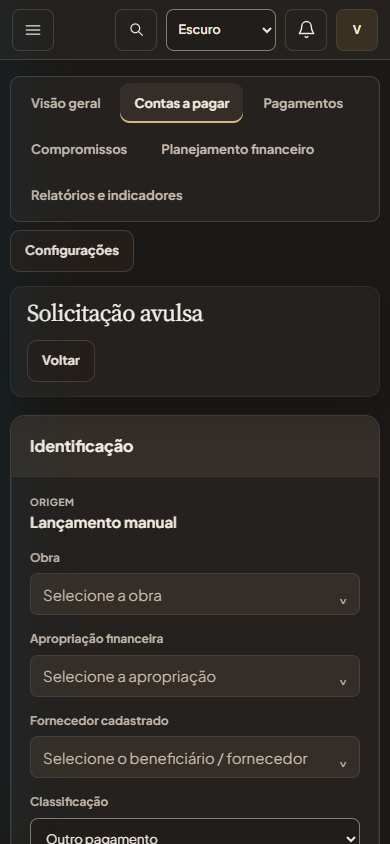 Escuro
V
Visão geral
Contas a pagar
Pagamentos
Compromissos
Planejamento financeiro
Relatórios e indicadores
Configurações
Solicitação avulsa
Voltar
Identificação
ORIGEM
Lançamento manual
Obra
Selecione a obra
Apropriação financeira
Selecione a apropriação
Fornecedor cadastrado
Selecione o beneficiário / fornecedor
Classificação
Outro pagamento